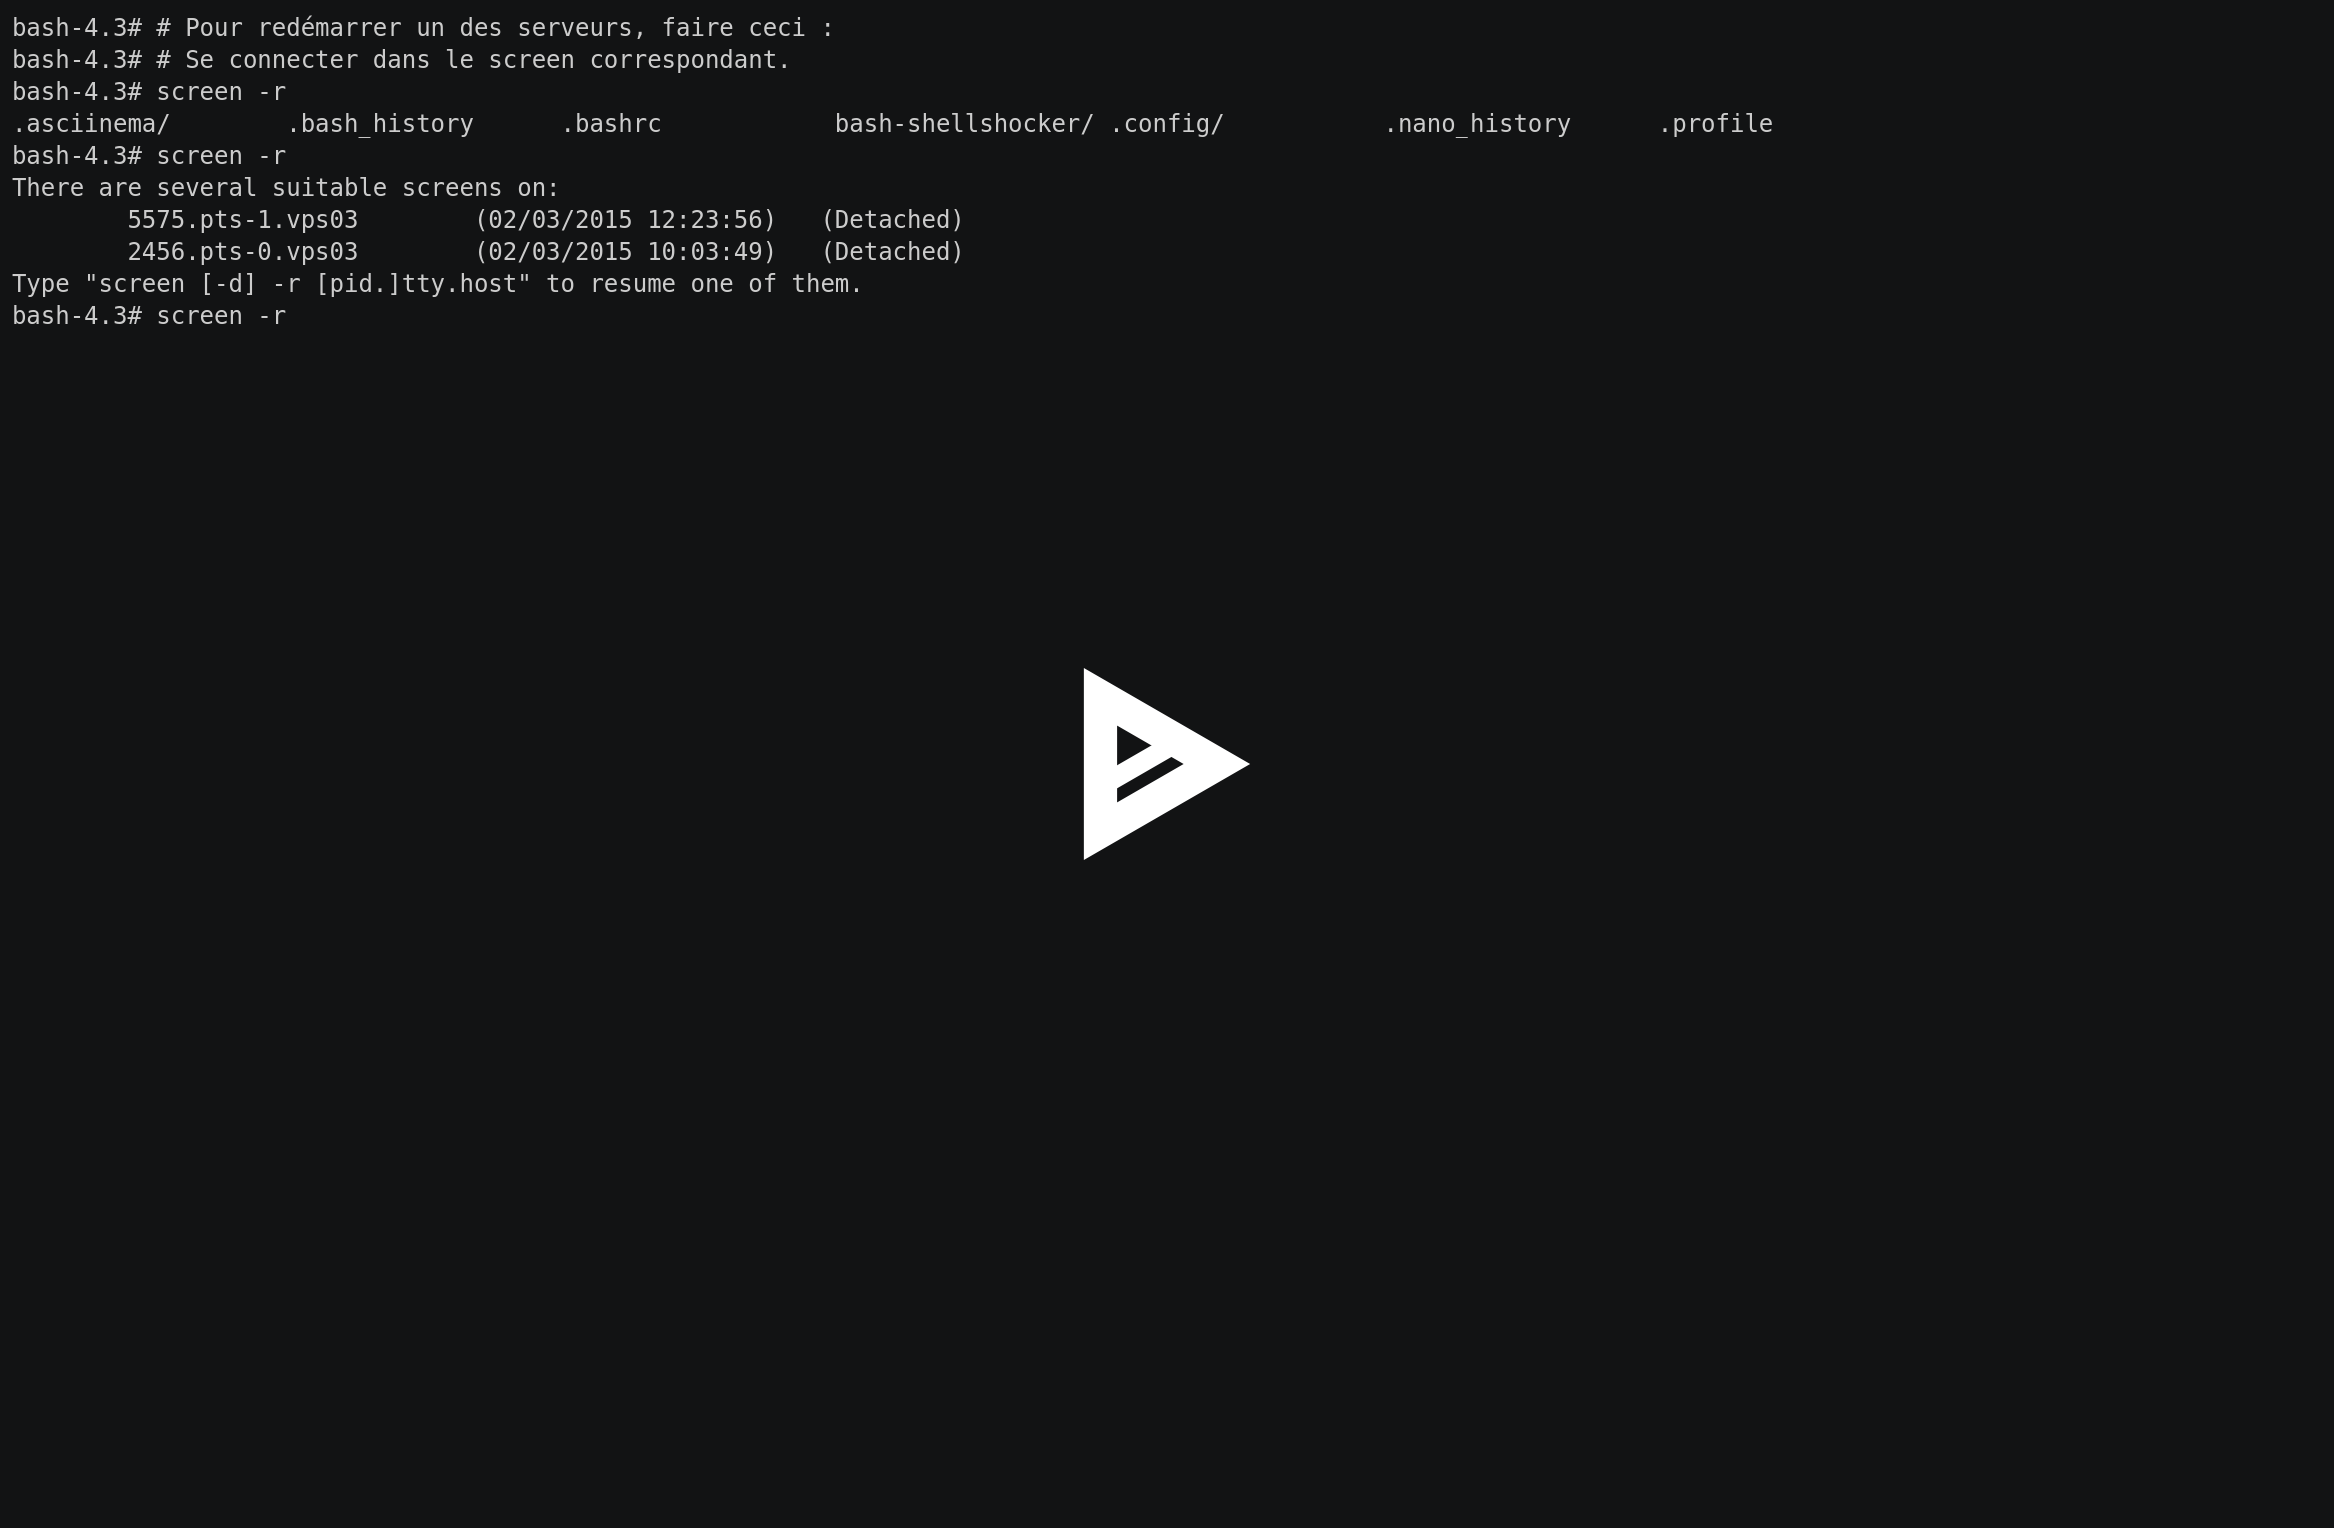 bash-4.3# # Pour redémarrer un des serveurs, faire ceci :
bash-4.3# # Se connecter dans le screen correspondant.
bash-4.3# screen -r
.asciinema/        .bash_history      .bashrc            bash-shellshocker/ .config/           .nano_history      .profile
bash-4.3# screen -r
There are several suitable screens on:
        5575.pts-1.vps03        (02/03/2015 12:23:56)   (Detached)
        2456.pts-0.vps03        (02/03/2015 10:03:49)   (Detached)
Type "screen [-d] -r [pid.]tty.host" to resume one of them.
bash-4.3# screen -r